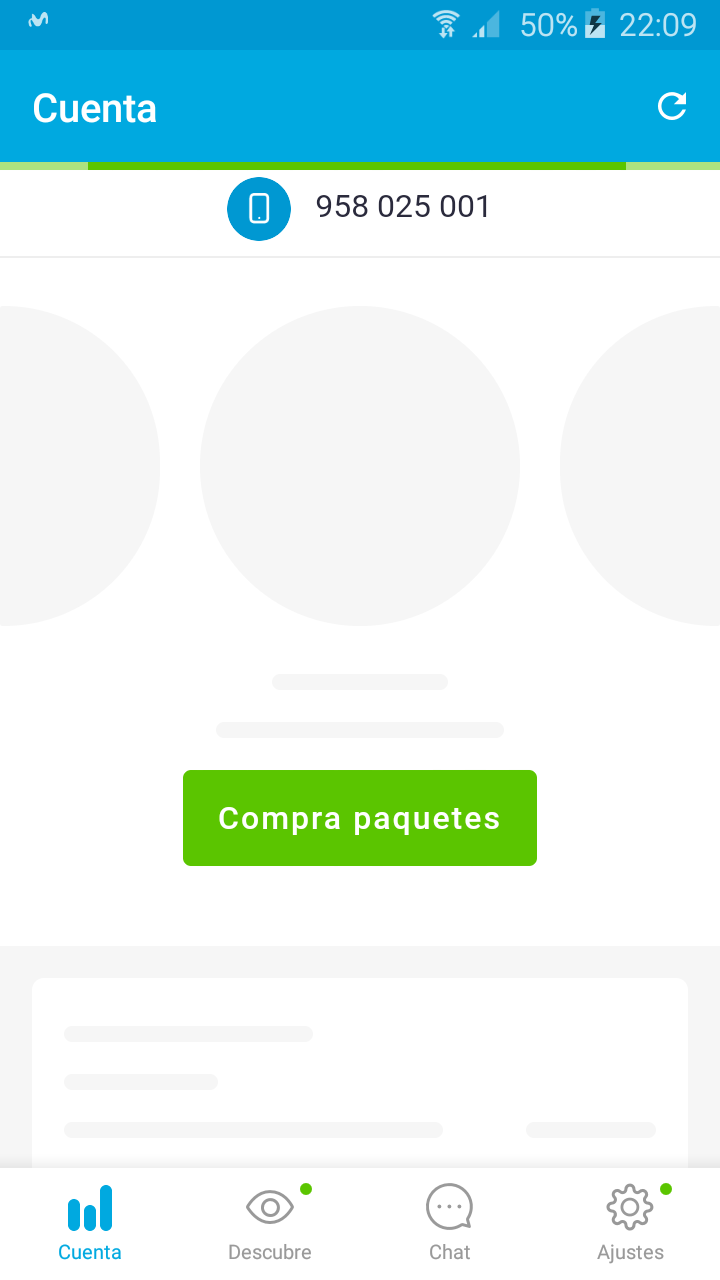 50% 22:09
Cuenta
958 025 001
Compra paquetes
Cuenta Descubre Chat Ajustes